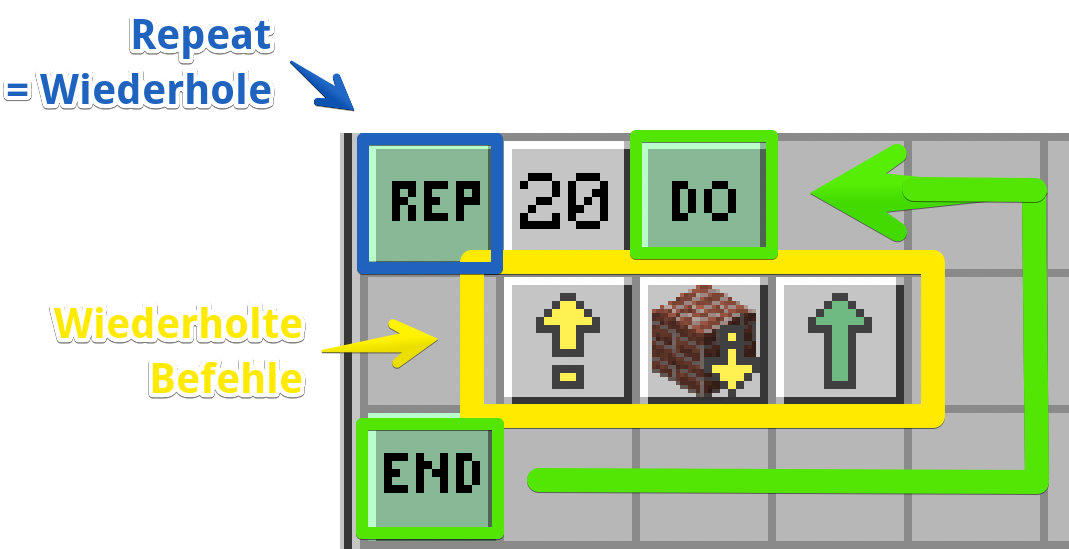 Repeat
= Wiederhole
REP 20 DO
Wiederholte
Befehle
END